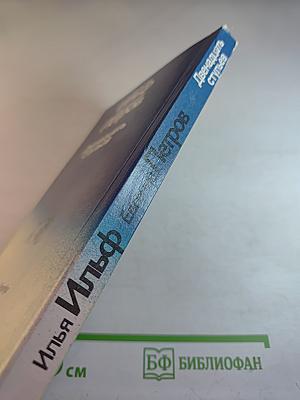 Илья Ильф
Евгений Петров
Двенадцать
стульев
см
БФ БИБЛИОФАН